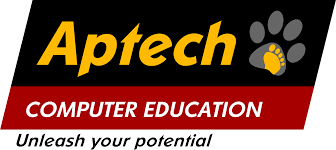 Aptech
COMPUTER EDUCATION
Unleash your potential